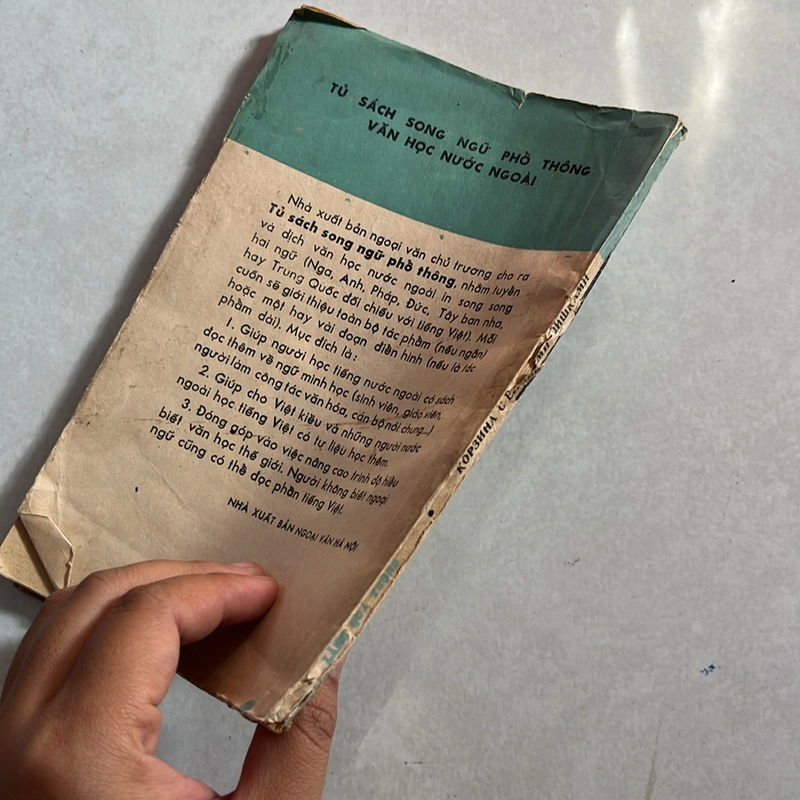 TỦ SÁCH SONG NGỮ PHỔ THÔNG
VĂN HỌC NƯỚC NGOÀI
Nhà xuất bản ngoại văn chủ trương cho ra
Tủ sách song ngữ phổ thông, nhằm tuyển
và dịch văn học nước ngoài in song song
hai ngữ (Nga, Anh, Pháp, Đức, Tây ban nha,
hay Trung Quốc đối chiếu với tiếng Việt). Mỗi
cuốn sẽ giới thiệu toàn bộ tác phẩm (nếu ngắn)
hoặc một hay vài đoạn điển hình (nếu là tác
phẩm dài). Mục đích là :
1. Giúp người học tiếng nước ngoài có sách
đọc thêm về ngữ mình học (sinh viên, giáo viên,
người làm công tác văn hóa, cán bộ nói chung...)
2. Giúp cho Việt kiều và những người nước
ngoài học tiếng Việt có tư liệu học thêm.
3. Đóng góp vào việc nâng cao trình độ hiểu
biết văn học thế giới. Người không biết ngoại
ngữ cũng có thể đọc phần tiếng Việt.
NHÀ XUẤT BẢN NGOẠI VĂN HÀ NỘI
КОРЗИНА С